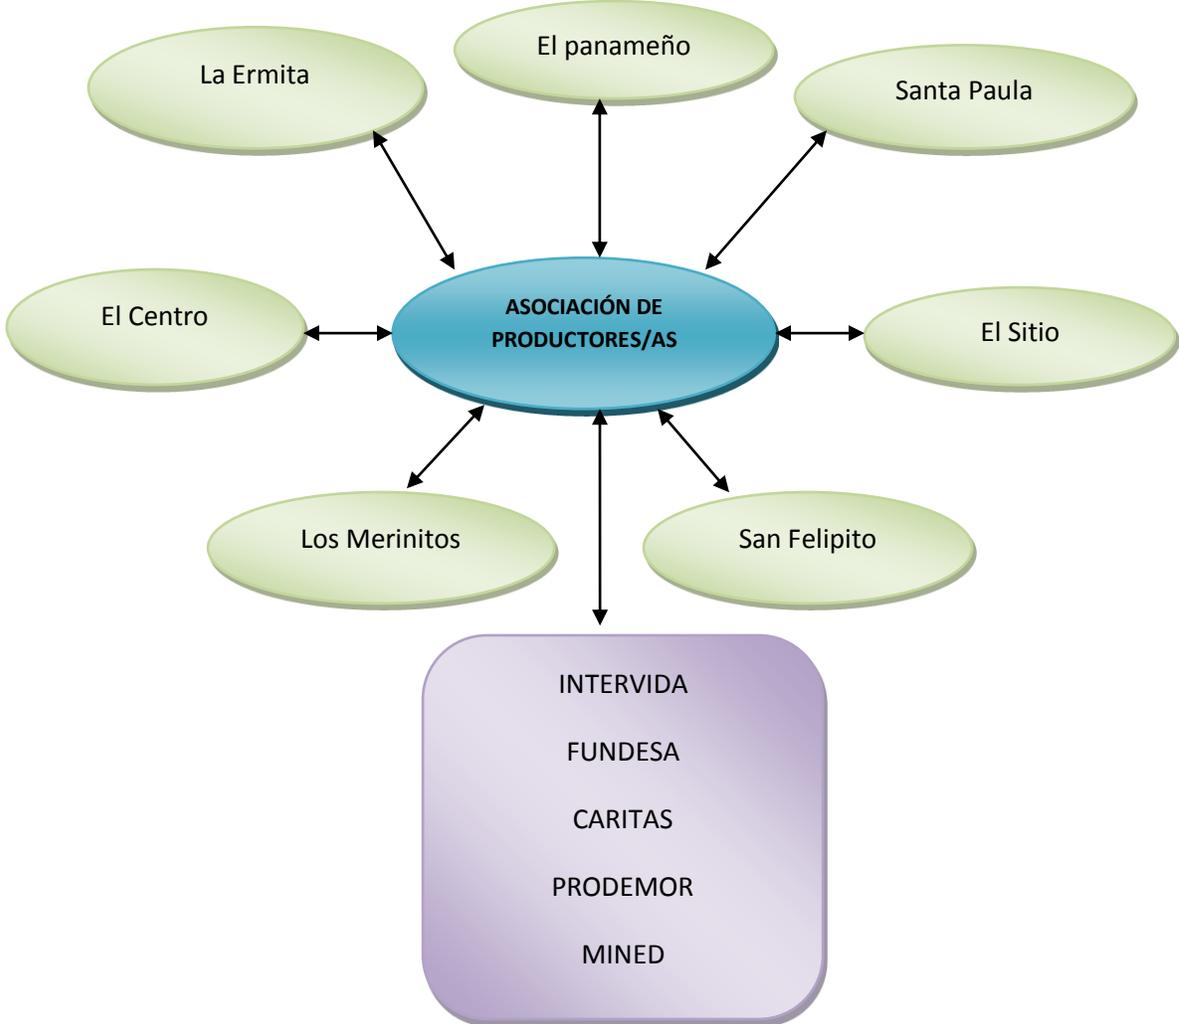 El panameño
La Ermita
Santa Paula
ASOCIACIÓN DE
PRODUCTORES/AS
El Centro
El Sitio
Los Merinitos
San Felipito
INTERVIDA
FUNDESA
CARITAS
PRODEMOR
MINED